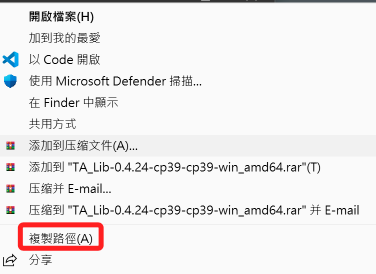 開啟檔案(H)
加到我的最愛
以 Code 開啟
使用 Microsoft Defender 掃描...
在 Finder 中顯示
共用方式
添加到压缩文件(A)...
添加到 "TA_Lib-0.4.24-cp39-cp39-win_amd64.rar"(T)
压缩并 E-mail...
压缩到 "TA_Lib-0.4.24-cp39-cp39-win_amd64.rar" 并 E-mail
複製路徑(A)
分享